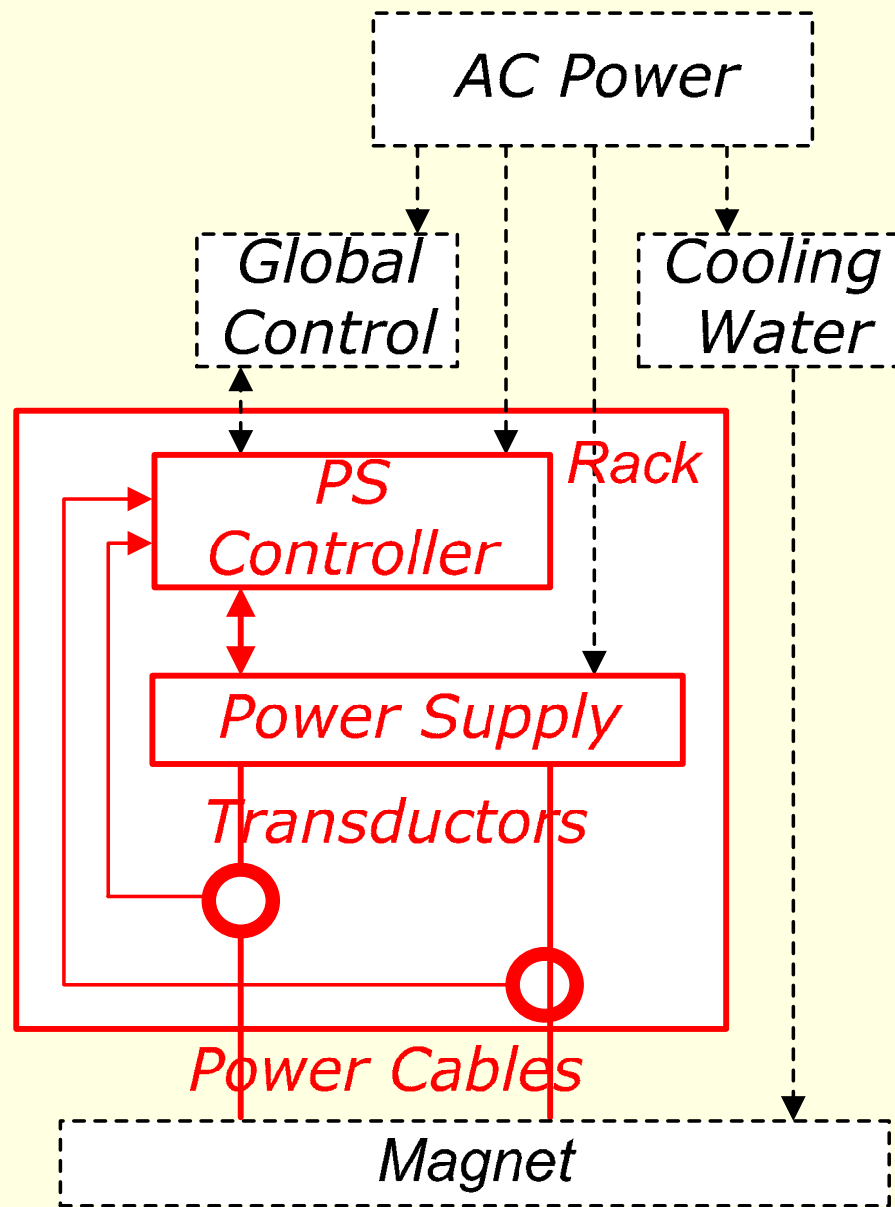 AC Power
Global
Control
Cooling
Water
Rack
PS
Controller
Power Supply
Transductors
Power Cables
Magnet